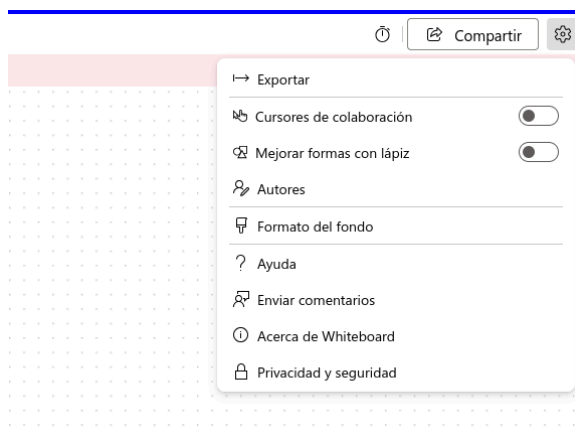 Compartir
Exportar
Cursores de colaboración
Mejorar formas con lápiz
Autores
Formato del fondo
Ayuda
Enviar comentarios
Acerca de Whiteboard
Privacidad y seguridad